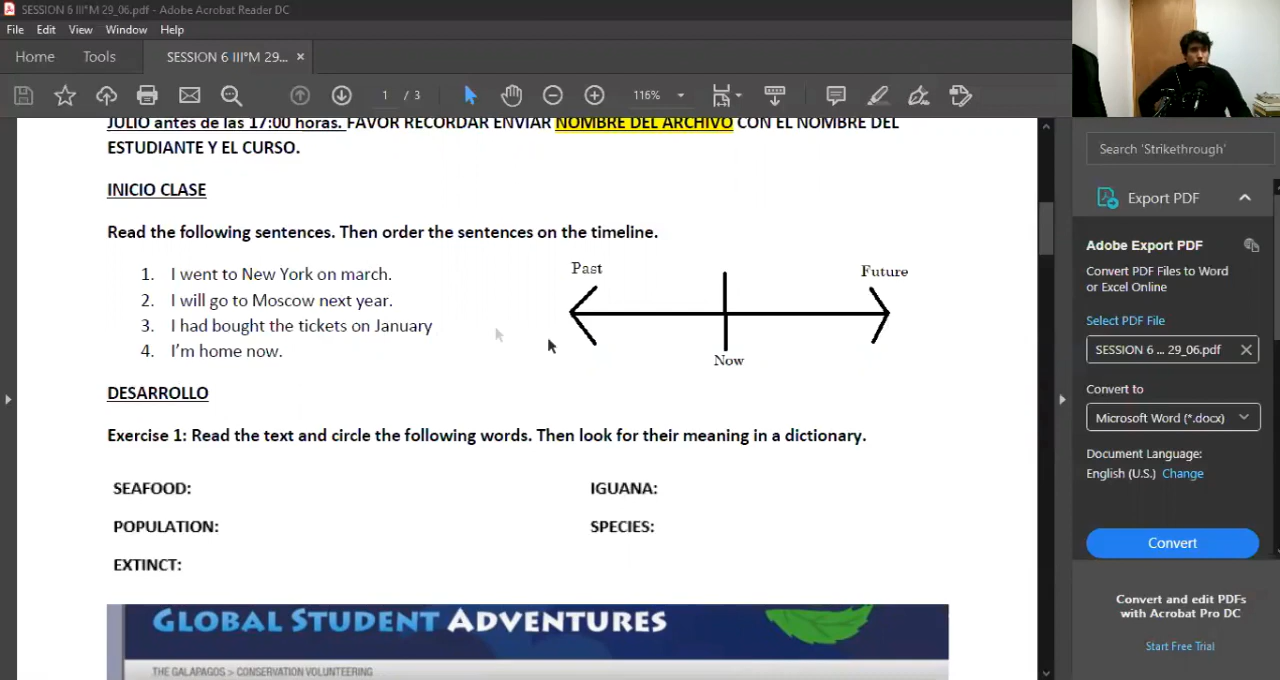 SESSION 6 III°M 29_06.pdf - Adobe Acrobat Reader DC
File Edit View Window Help
Home Tools SESSION 6 III°M 29... ×
1 / 3 116%
JULIO antes de las 17:00 horas. FAVOR RECORDAR ENVIAR NOMBRE DEL ARCHIVO CON EL NOMBRE DEL
ESTUDIANTE Y EL CURSO.
INICIO CLASE
Read the following sentences. Then order the sentences on the timeline.
1. I went to New York on march.
2. I will go to Moscow next year.
3. I had bought the tickets on January
4. I'm home now.
Past
Future
Now
DESARROLLO
Exercise 1: Read the text and circle the following words. Then look for their meaning in a dictionary.
SEAFOOD: IGUANA:
POPULATION: SPECIES:
EXTINCT:
GLOBAL STUDENT ADVENTURES
THE GALAPAGOS > CONSERVATION VOLUNTEERING
Search 'Strikethrough'
Export PDF
Adobe Export PDF
Convert PDF Files to Word
or Excel Online
Select PDF File
SESSION 6 ... 29_06.pdf ×
Convert to
Microsoft Word (*.docx)
Document Language:
English (U.S.) Change
Convert
Convert and edit PDFs
with Acrobat Pro DC
Start Free Trial